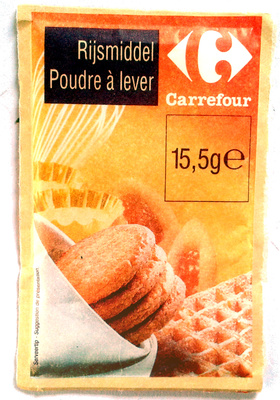 Rijsmiddel
Poudre à lever
Carrefour
15,5g℮
Serveertip - Suggestion de présentation